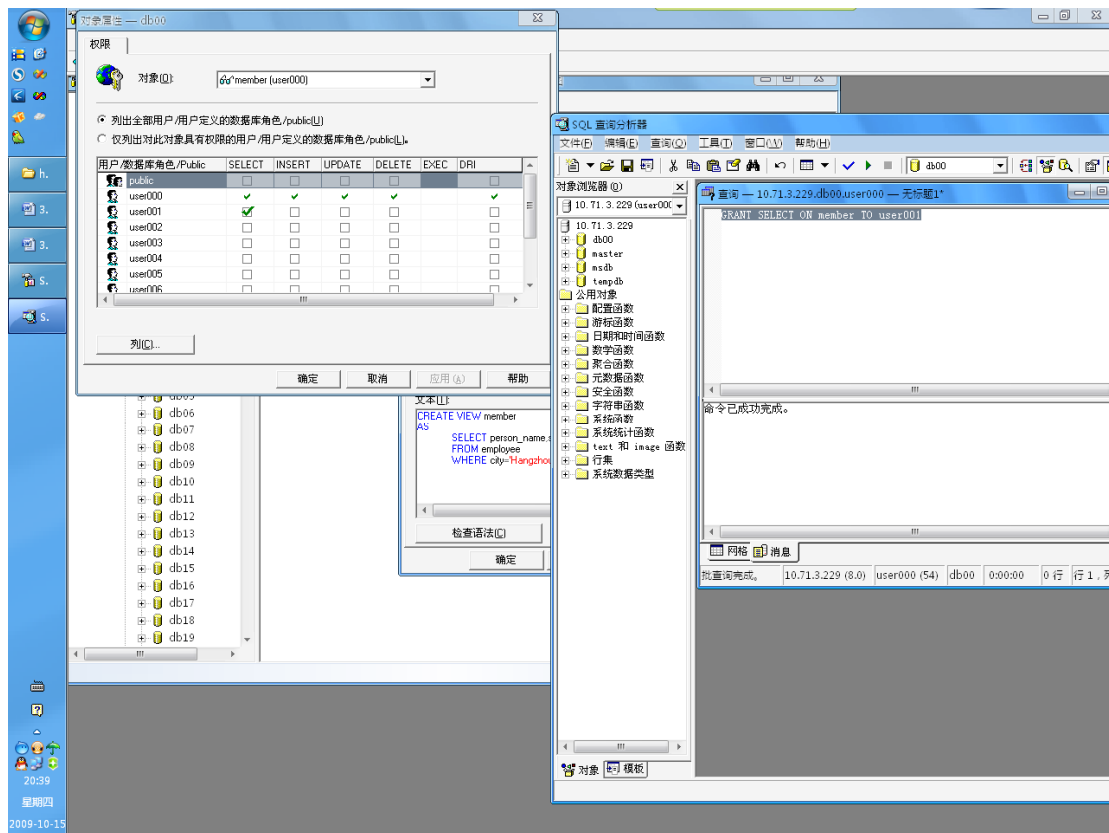 对象属性 — db00
权限
对象(O):
member (user000)
列出全部用户/用户定义的数据库角色/public(U)
仅列出对此对象具有权限的用户/用户定义的数据库角色/public(L)。
用户/数据库角色/Public SELECT INSERT UPDATE DELETE EXEC DRI
public
user000
user001
user002
user003
user004
user005
user006
列(C)...
确定 取消 应用(A) 帮助
h.
3.
3.
S.
S.
20:39
星期四
2009-10-15
db05
db06
db07
db08
db09
db10
db11
db12
db13
db14
db15
db16
db17
db18
db19
文本(T):
CREATE VIEW member
AS
SELECT person_name,
FROM employee
WHERE city='Hangzhou
检查语法(C)
确定
SQL 查询分析器
文件(F) 编辑(E) 查询(Q) 工具(T) 窗口(W) 帮助(H)
db00
对象浏览器(O)
10.71.3.229(user000
10.71.3.229
db00
master
msdb
tempdb
公用对象
配置函数
游标函数
日期和时间函数
数学函数
聚合函数
元数据函数
安全函数
字符串函数
系统函数
系统统计函数
text 和 image 函数
行集
系统数据类型
对象 模板
查询 — 10.71.3.229.db00.user000 — 无标题1*
GRANT SELECT ON member TO user001
命令已成功完成。
网格 消息
批查询完成。 10.71.3.229 (8.0) user000 (54) db00 0:00:00 0 行 行 1,